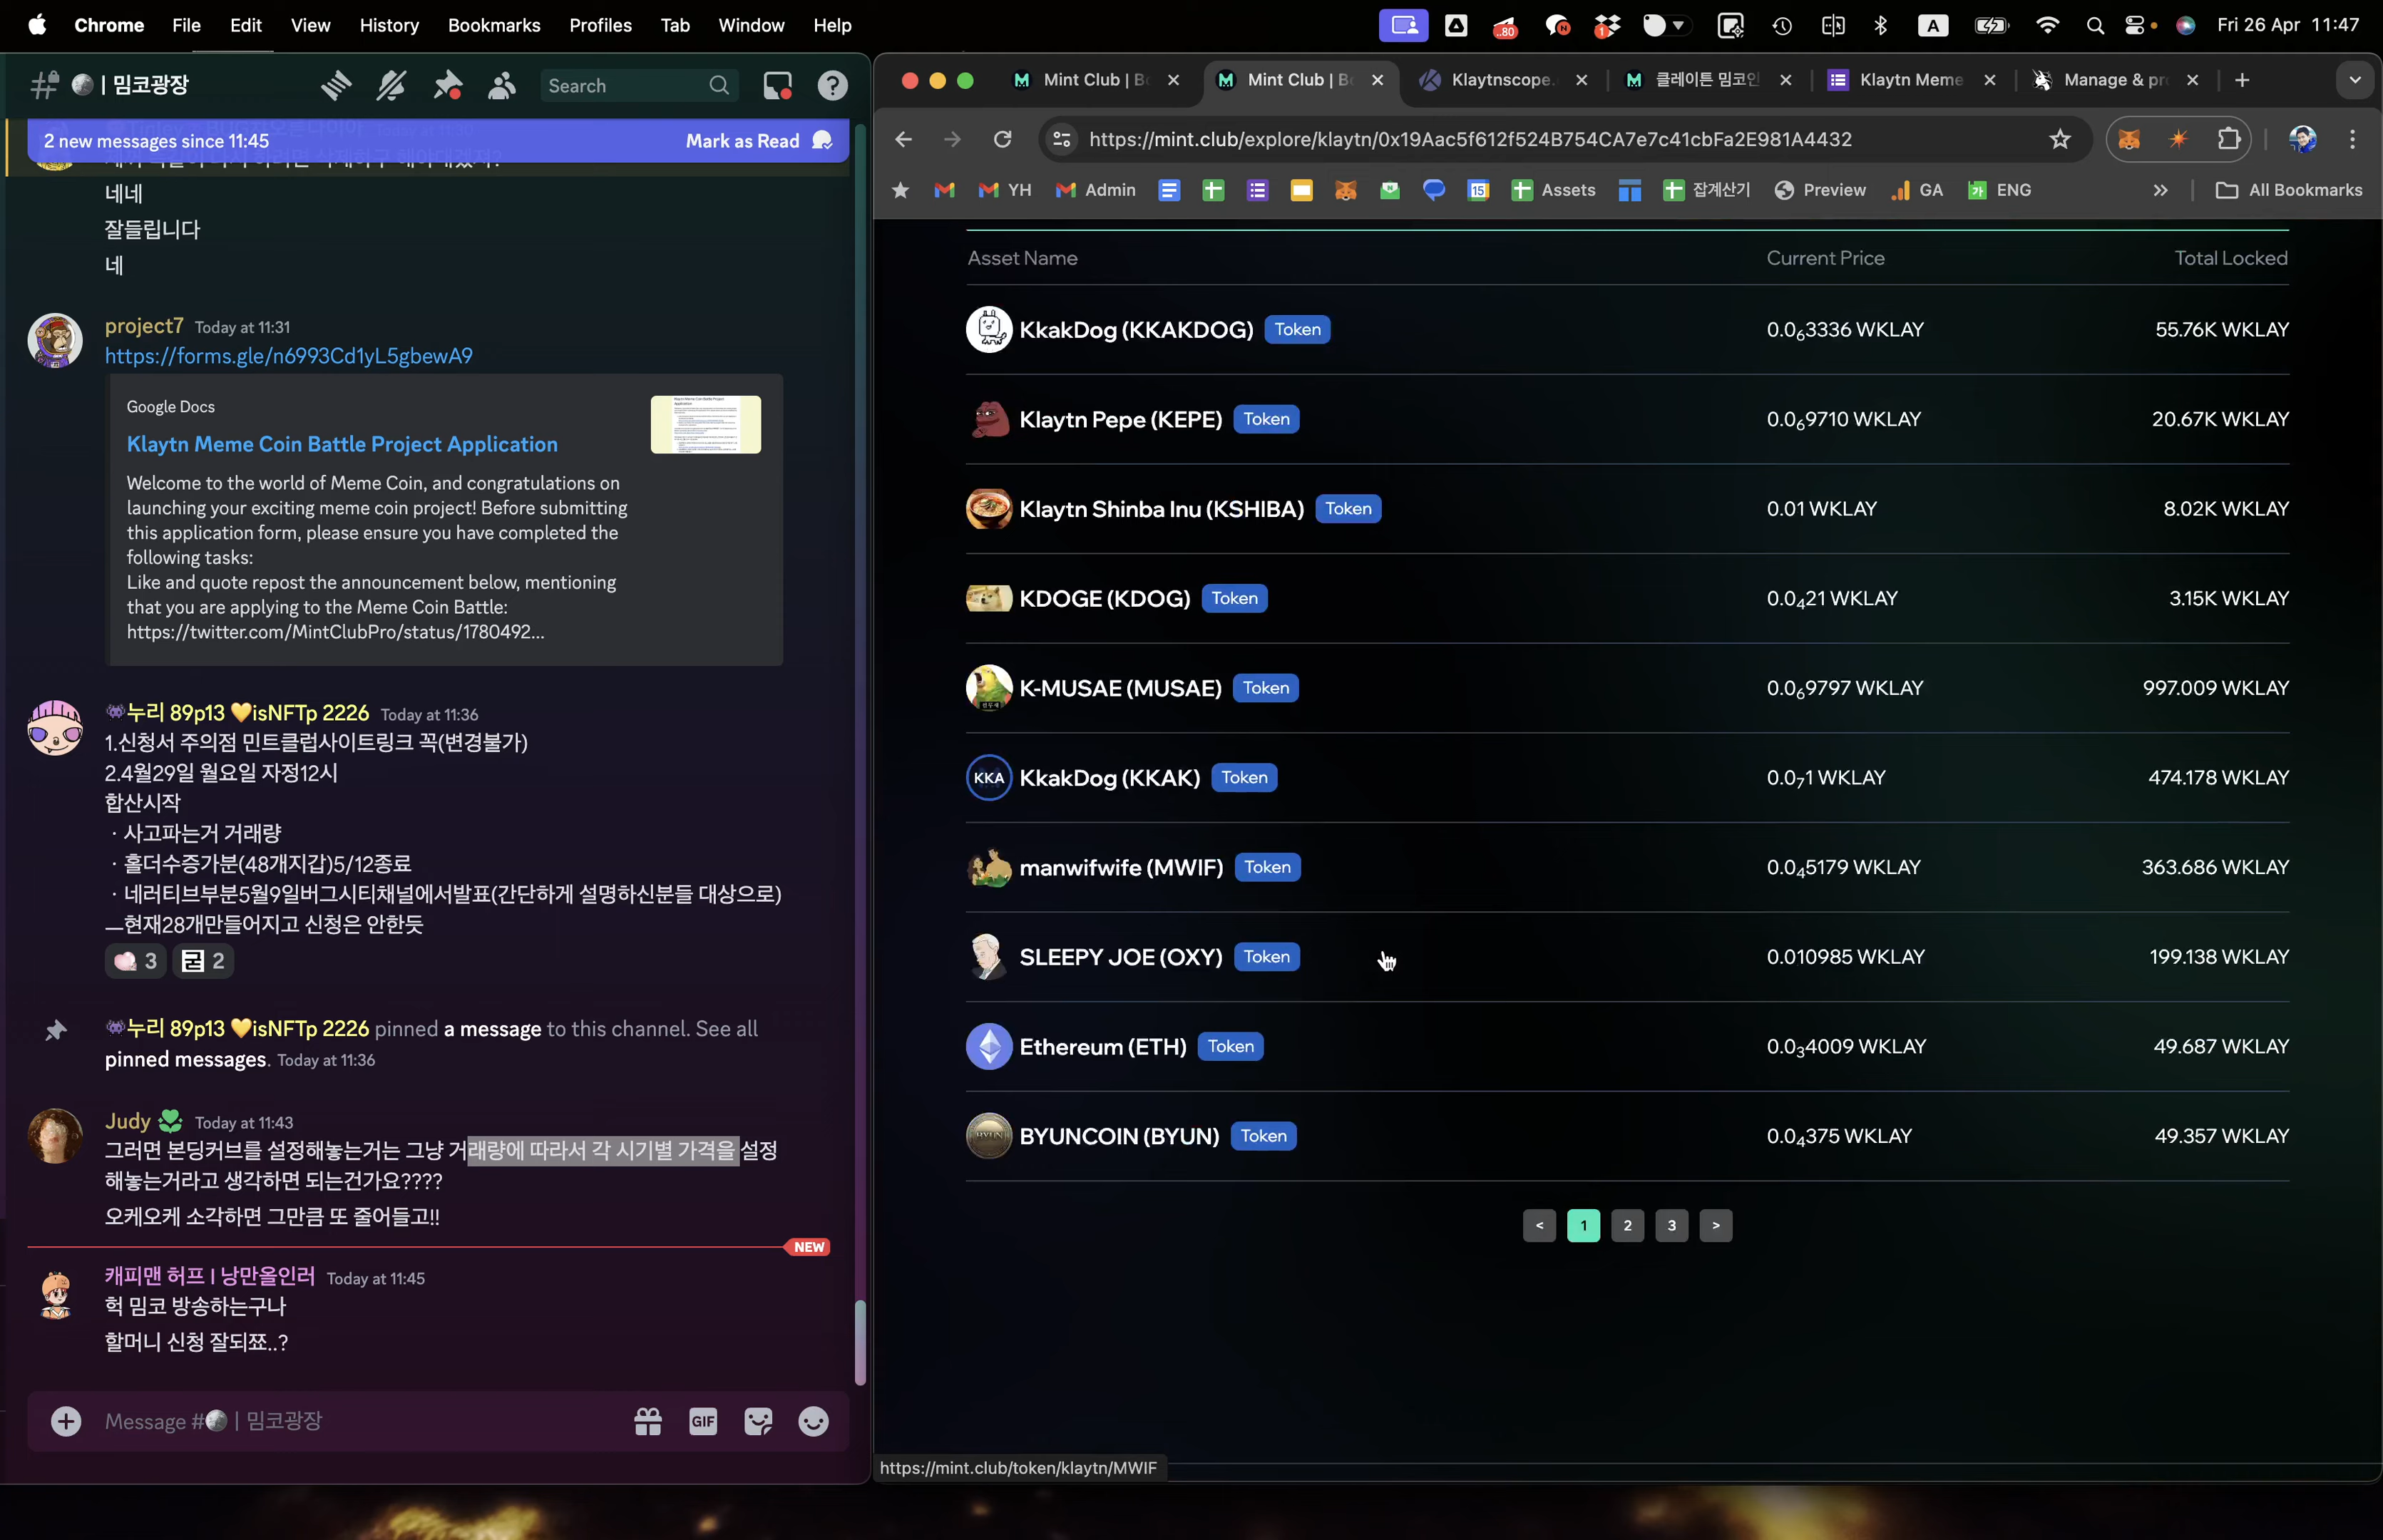 Chrome File Edit View History Bookmarks Profiles Tab Window Help
..80
N
1
A
Fri 26 Apr 11:47
| 밈코광장
Search
2 new messages since 11:45
Mark as Read
Today at 11:30
네네
잘들립니다
네
project7 Today at 11:31
https://forms.gle/n6993Cd1yL5gbewA9
Google Docs
Klaytn Meme Coin Battle Project Application
Welcome to the world of Meme Coin, and congratulations on
launching your exciting meme coin project! Before submitting
this application form, please ensure you have completed the
following tasks:
Like and quote repost the announcement below, mentioning
that you are applying to the Meme Coin Battle:
https://twitter.com/MintClubPro/status/1780492...
👾누리 89p13 💛isNFTp 2226 Today at 11:36
1.신청서 주의점 민트클럽사이트링크 꼭(변경불가)
2.4월29일 월요일 자정12시
합산시작
· 사고파는거 거래량
· 홀더수증가분(48개지갑)5/12종료
· 네러티브부분5월9일버그시티채널에서발표(간단하게 설명하신분들 대상으로)
—현재28개만들어지고 신청은 안한듯
3
굳 2
👾누리 89p13 💛isNFTp 2226 pinned a message to this channel. See all
pinned messages. Today at 11:36
Judy Today at 11:43
그러면 본딩커브를 설정해놓는거는 그냥 거래량에 따라서 각 시기별 가격을 설정
해놓는거라고 생각하면 되는건가요????
오케오케 소각하면 그만큼 또 줄어들고!!
NEW
캐피맨 허프 | 낭만올인러 Today at 11:45
헉 밈코 방송하는구나
할머니 신청 잘되쬬..?
Message #🌑 | 밈코광장
GIF
Mint Club | Bo
Mint Club | Bo
Klaytnscope.
클레이튼 밈코인
Klaytn Meme
Manage & pr
https://mint.club/explore/klaytn/0x19Aac5f612f524B754CA7e7c41cbFa2E981A4432
YH
Admin
15
Assets
잡계산기
Preview
GA
ENG
All Bookmarks
Asset Name Current Price Total Locked
KkakDog (KKAKDOG) Token 0.0₆3336 WKLAY 55.76K WKLAY
Klaytn Pepe (KEPE) Token 0.0₆9710 WKLAY 20.67K WKLAY
Klaytn Shinba Inu (KSHIBA) Token 0.01 WKLAY 8.02K WKLAY
KDOGE (KDOG) Token 0.0₄21 WKLAY 3.15K WKLAY
K-MUSAE (MUSAE) Token 0.0₆9797 WKLAY 997.009 WKLAY
KKA KkakDog (KKAK) Token 0.0₇1 WKLAY 474.178 WKLAY
manwifwife (MWIF) Token 0.0₄5179 WKLAY 363.686 WKLAY
SLEEPY JOE (OXY) Token 0.010985 WKLAY 199.138 WKLAY
Ethereum (ETH) Token 0.0₃4009 WKLAY 49.687 WKLAY
BYUNCOIN (BYUN) Token 0.0₄375 WKLAY 49.357 WKLAY
< 1 2 3 >
https://mint.club/token/klaytn/MWIF